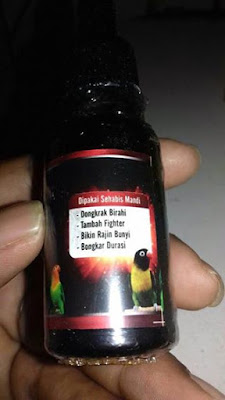 Dipakai Sehabis Mandi
- Dongkrak Birahi
- Tambah Fighter
- Bikin Rajin Bunyi
- Bongkar Durasi